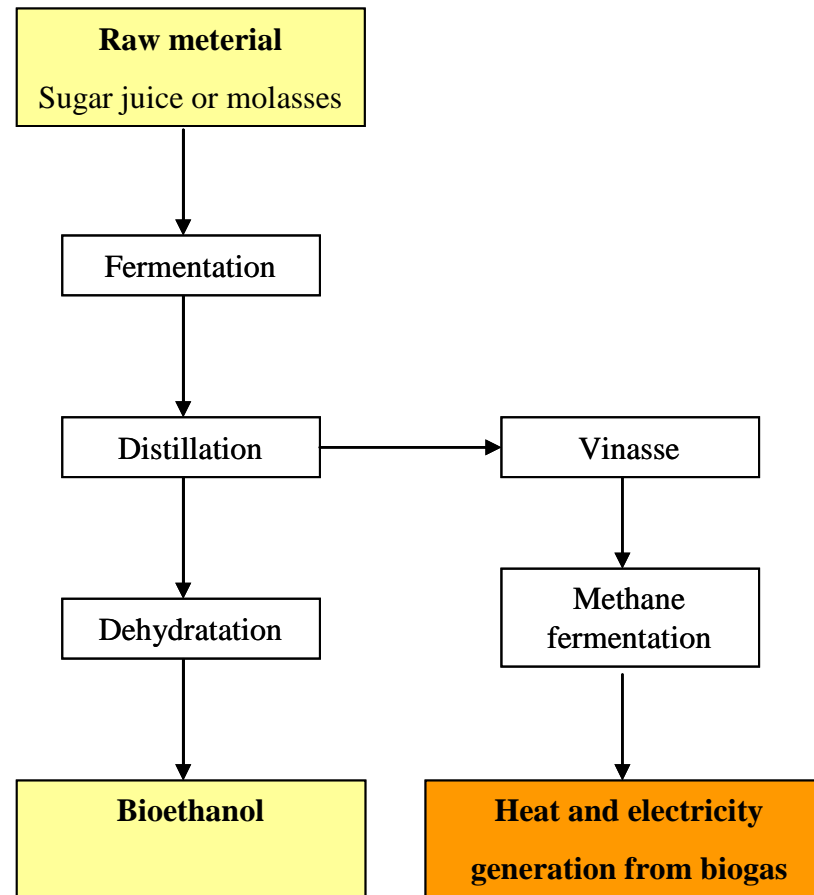 Raw meterial
Sugar juice or molasses
Fermentation
Distillation
Vinasse
Dehydratation
Methane
fermentation
Bioethanol
Heat and electricity
generation from biogas